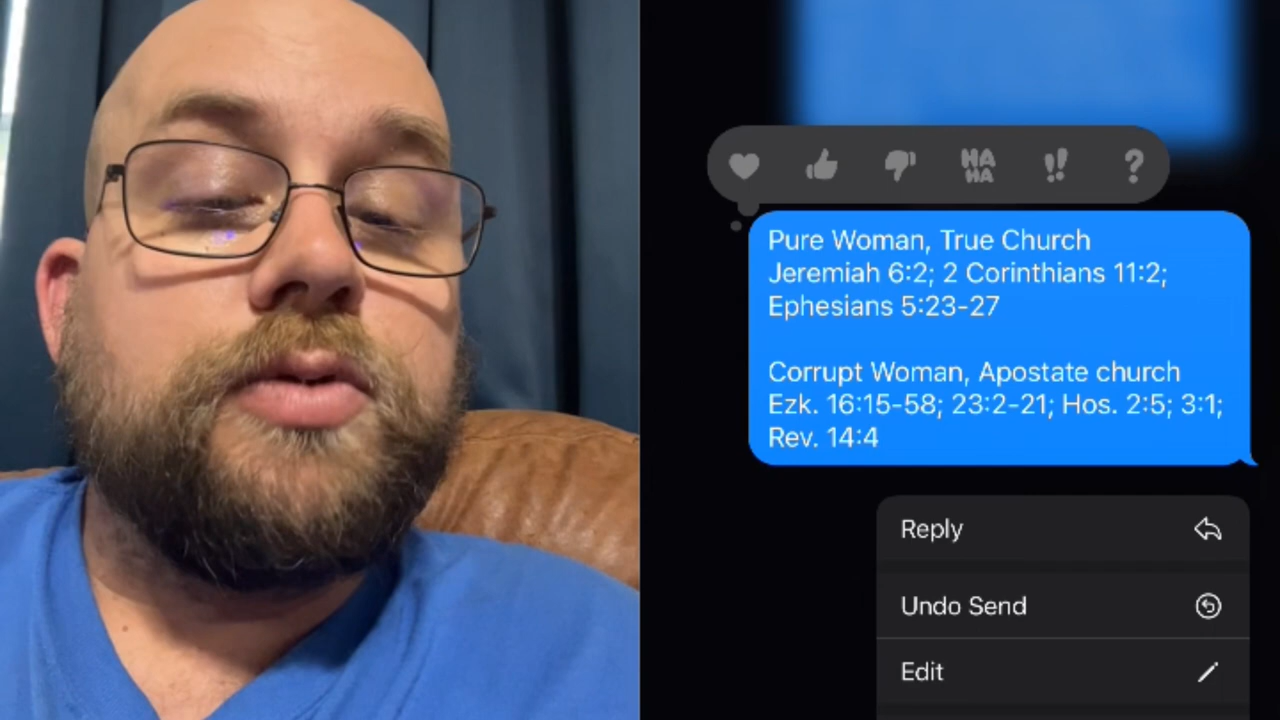 HA
HA
!!
?
Pure Woman, True Church
Jeremiah 6:2; 2 Corinthians 11:2;
Ephesians 5:23-27
Corrupt Woman, Apostate church
Ezk. 16:15-58; 23:2-21; Hos. 2:5; 3:1;
Rev. 14:4
Reply
Undo Send
Edit